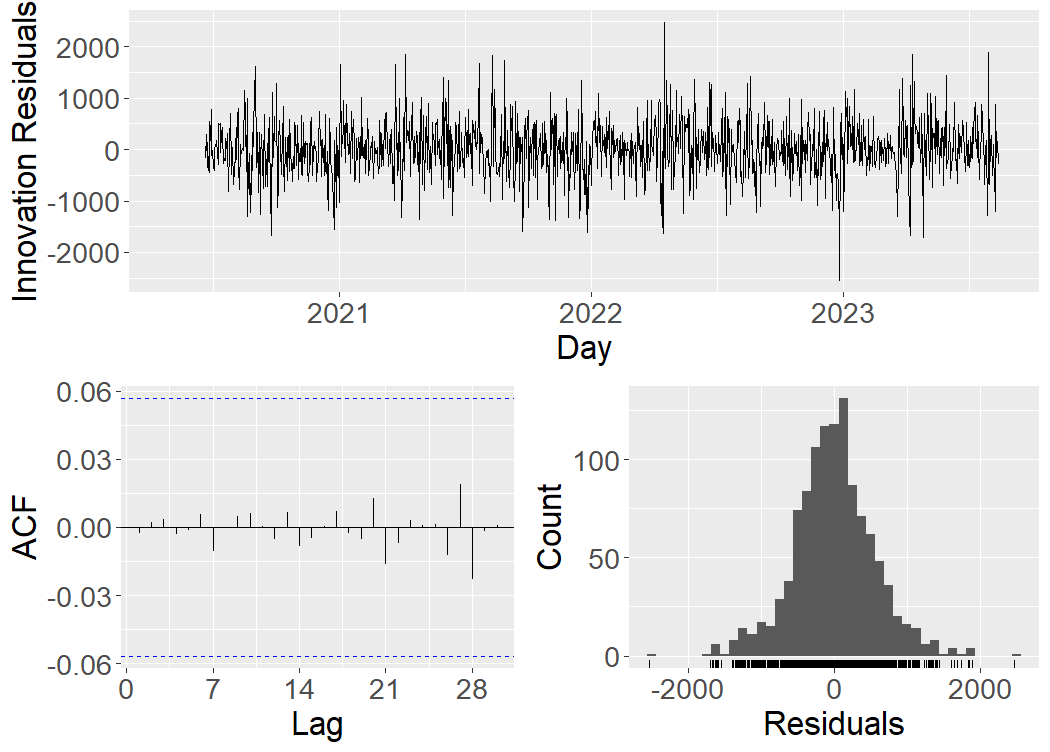 Innovation Residuals
2000
1000
0
-1000
-2000
2021 2022 2023
Day
ACF
0.06
0.03
0.00
-0.03
-0.06
0 7 14 21 28
Lag
Count
100
50
0
-2000 0 2000
Residuals